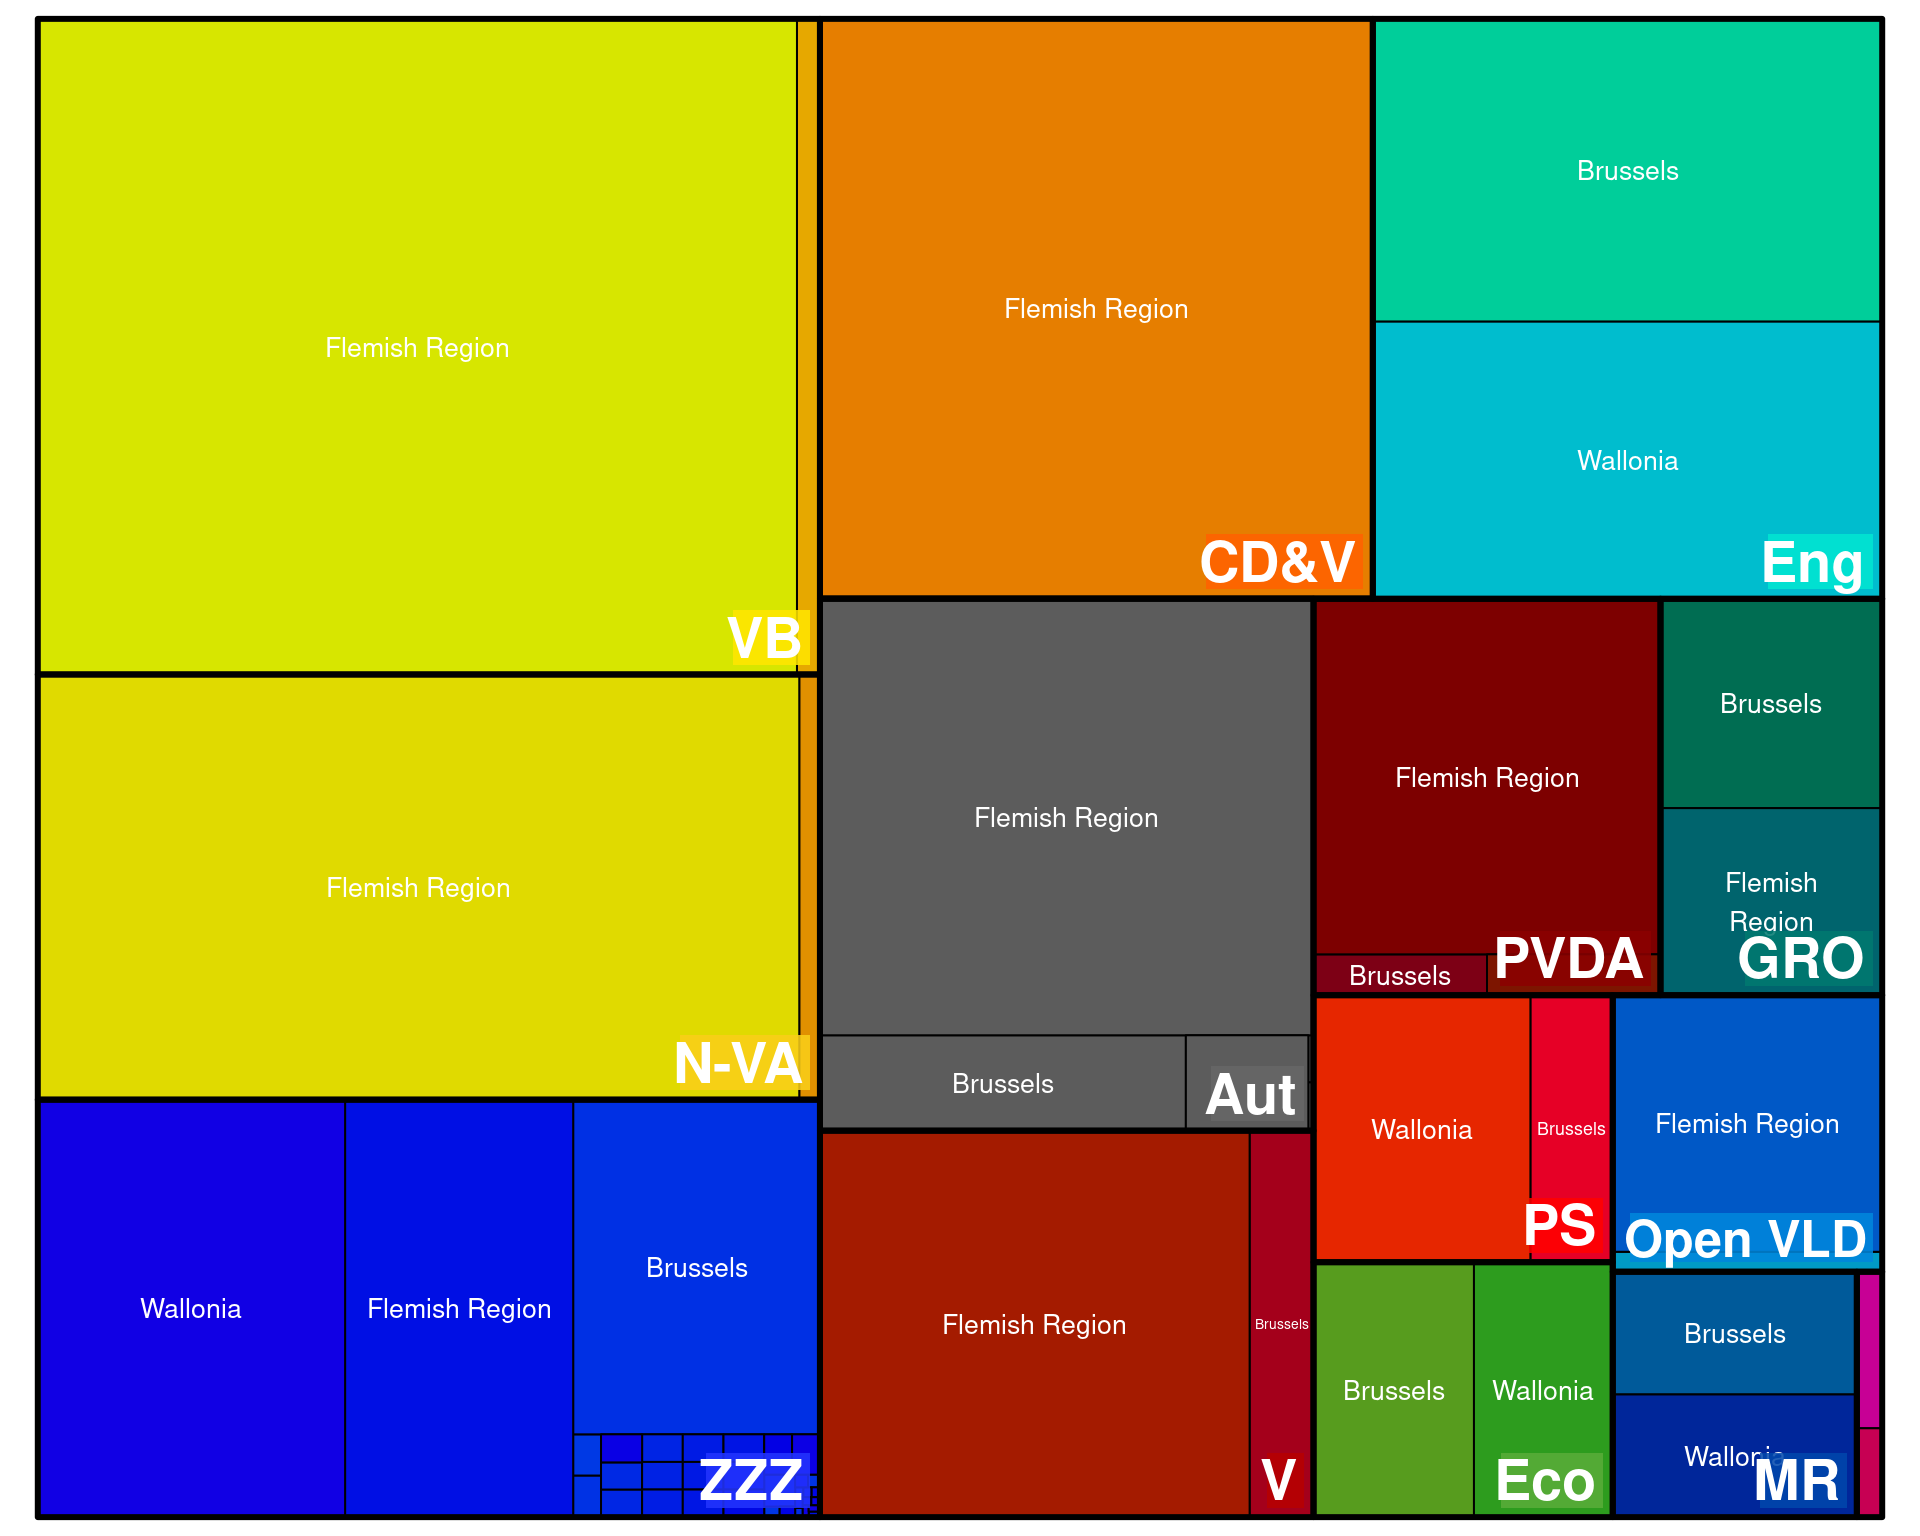 Flemish Region
VB
Flemish Region
N-VA
Wallonia
Flemish Region
Brussels
ZZZ
Flemish Region
CD&V
Brussels
Wallonia
Eng
Flemish Region
Brussels
Aut
Flemish Region
Brussels
V
Flemish Region
Brussels
PVDA
Brussels
Flemish
Region
GRO
Wallonia
Brussels
PS
Flemish Region
Open VLD
Brussels
Wallonia
Eco
Brussels
Wallonia
MR